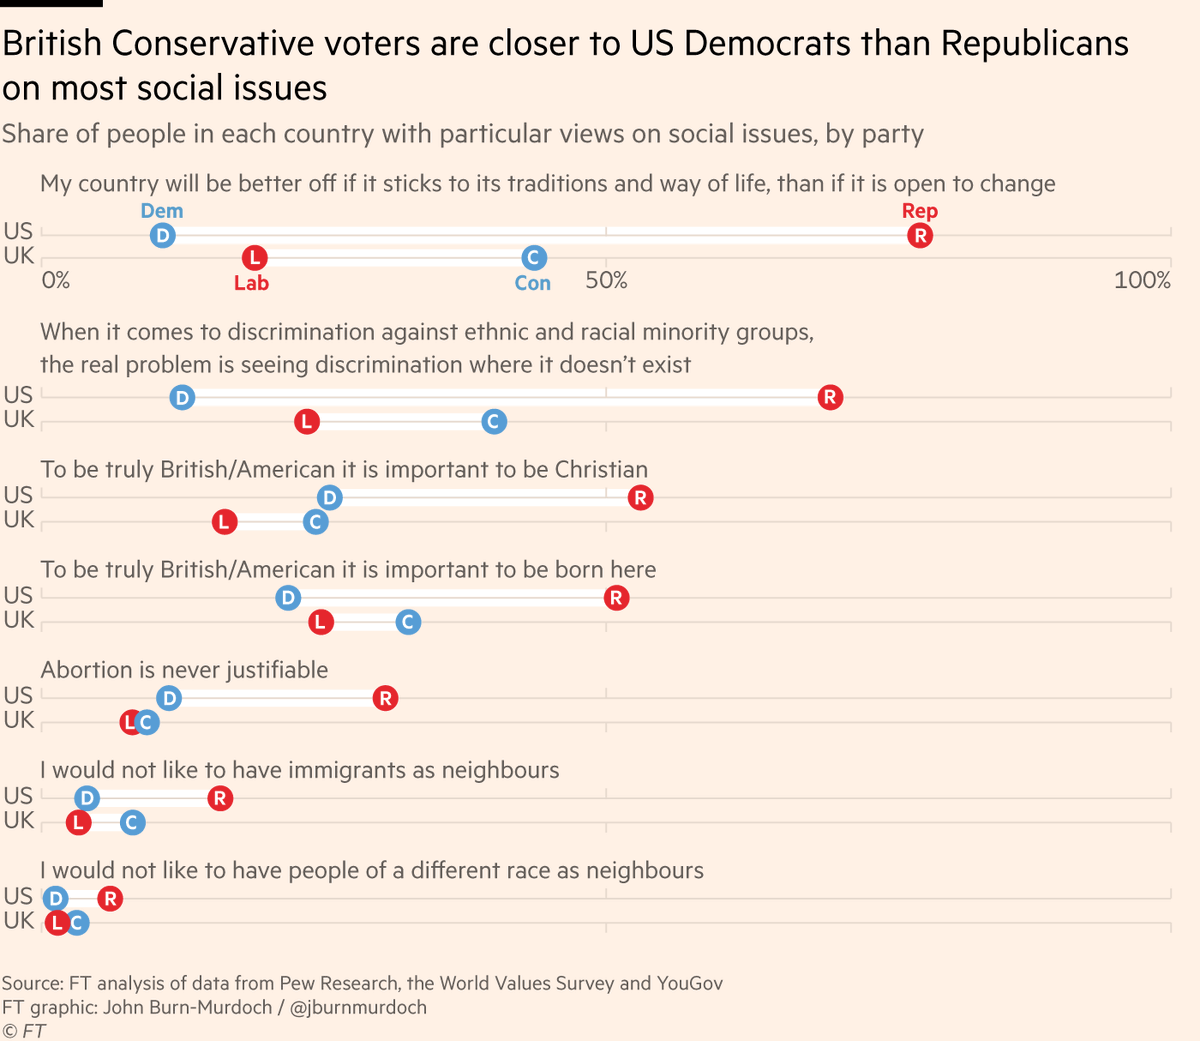 British Conservative voters are closer to US Democrats than Republicans
on most social issues
Share of people in each country with particular views on social issues, by party
My country will be better off if it sticks to its traditions and way of life, than if it is open to change
Dem Rep
US D R
UK L C
0% Lab Con 50% 100%
When it comes to discrimination against ethnic and racial minority groups,
the real problem is seeing discrimination where it doesn’t exist
US D R
UK L C
To be truly British/American it is important to be Christian
US D R
UK L C
To be truly British/American it is important to be born here
US D R
UK L C
Abortion is never justifiable
US D R
UK L C
I would not like to have immigrants as neighbours
US D R
UK L C
I would not like to have people of a different race as neighbours
US D R
UK L C
Source: FT analysis of data from Pew Research, the World Values Survey and YouGov
FT graphic: John Burn-Murdoch / @jburnmurdoch
© FT